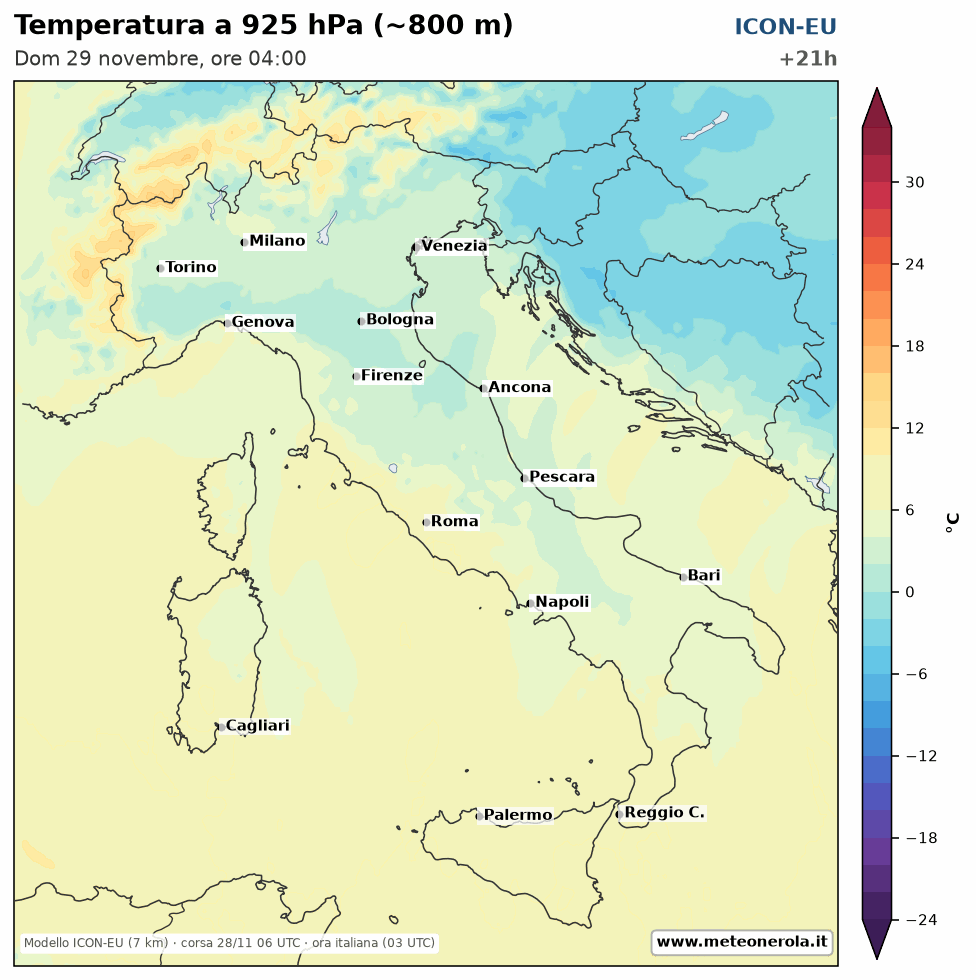 Temperatura a 925 hPa (~800 m)
ICON-EU
Dom 29 novembre, ore 04:00
+21h
Milano
Venezia
Torino
Genova
Bologna
Firenze
Ancona
Pescara
Roma
Bari
Napoli
Cagliari
Palermo
Reggio C.
30
24
18
12
6
0
−6
−12
−18
−24
°C
Modello ICON-EU (7 km) · corsa 28/11 06 UTC · ora italiana (03 UTC)
www.meteonerola.it